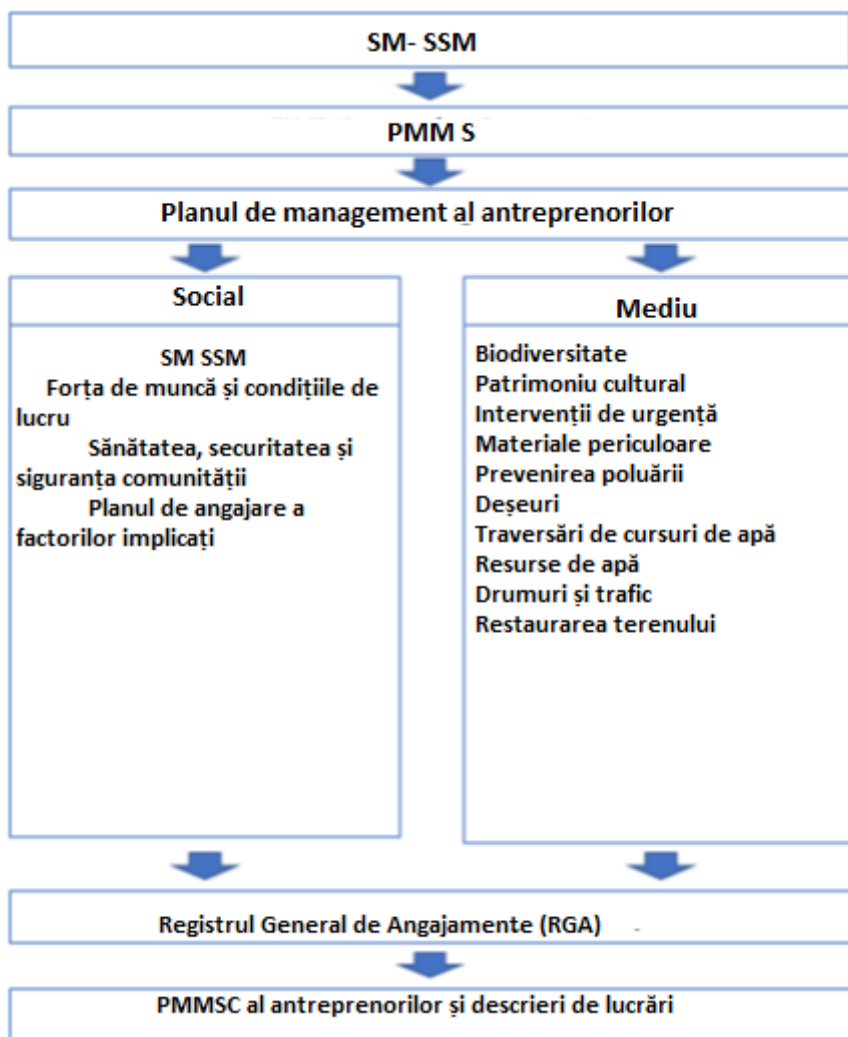 SM- SSM
PMM S
Planul de management al antreprenorilor
Social
SM SSM
Forța de muncă și condițiile de
lucru
Sănătatea, securitatea și
siguranța comunității
Planul de angajare a
factorilor implicați
Mediu
Biodiversitate
Patrimoniu cultural
Intervenții de urgență
Materiale periculoare
Prevenirea poluării
Deșeuri
Traversări de cursuri de apă
Resurse de apă
Drumuri și trafic
Restaurarea terenului
Registrul General de Angajamente (RGA)
PMMSC al antreprenorilor și descrieri de lucrări